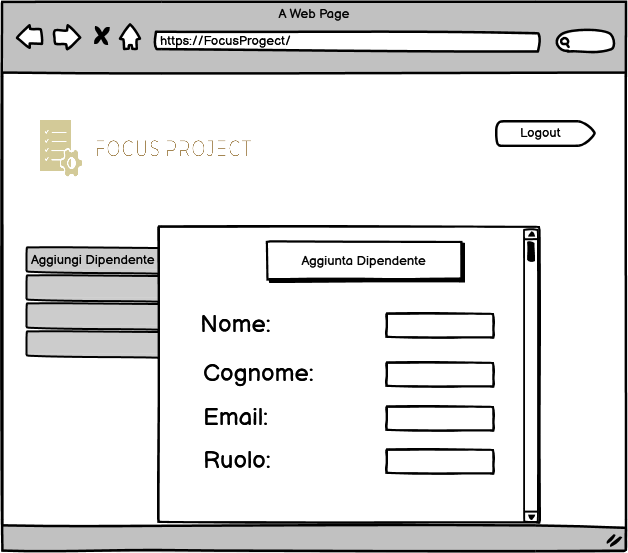 A Web Page
https://FocusProgect/
FOCUS PROJECT
Logout
Aggiungi Dipendente
Aggiunta Dipendente
Nome:
Cognome:
Email:
Ruolo: